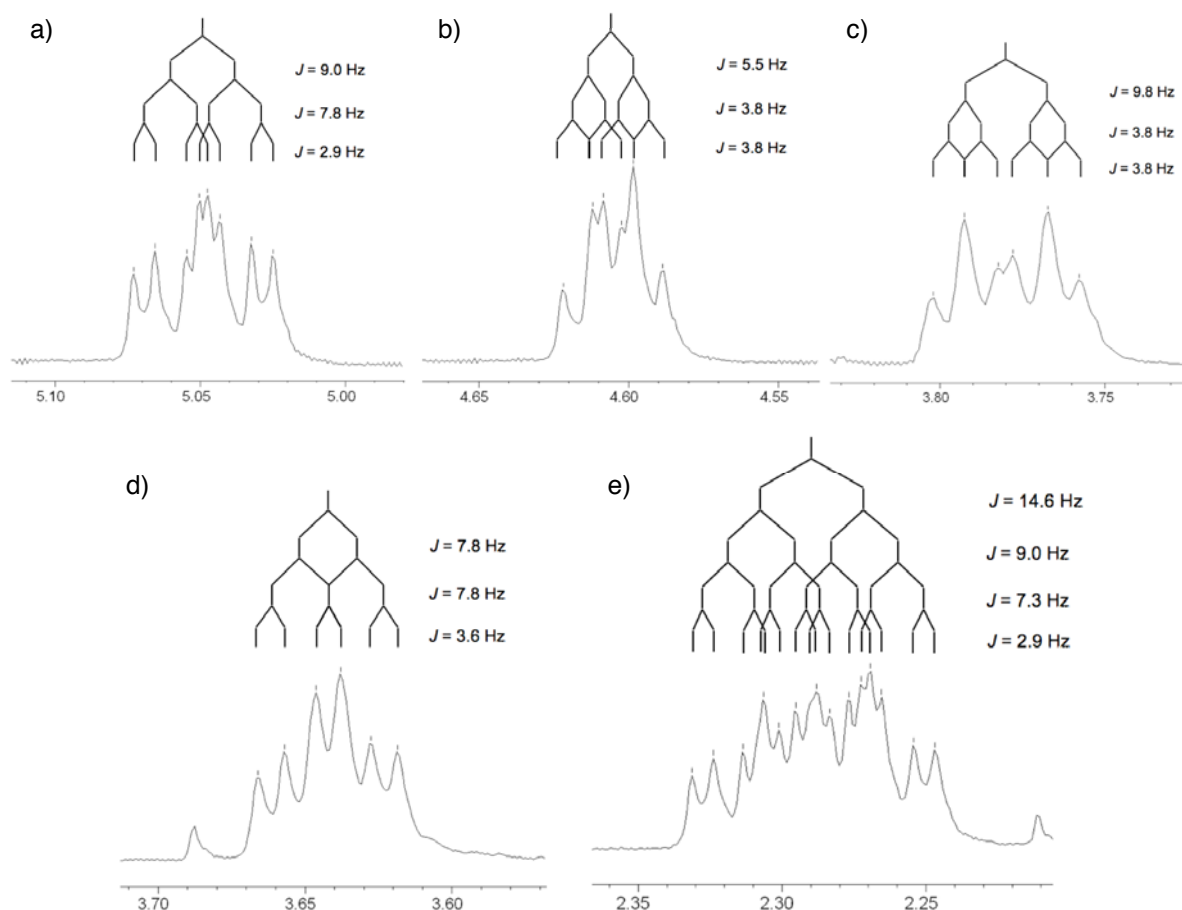 a)
J = 9.0 Hz
J = 7.8 Hz
J = 2.9 Hz
5.10 5.05 5.00
b)
J = 5.5 Hz
J = 3.8 Hz
J = 3.8 Hz
4.65 4.60 4.55
c)
J = 9.8 Hz
J = 3.8 Hz
J = 3.8 Hz
3.80 3.75
d)
J = 7.8 Hz
J = 7.8 Hz
J = 3.6 Hz
3.70 3.65 3.60
e)
J = 14.6 Hz
J = 9.0 Hz
J = 7.3 Hz
J = 2.9 Hz
2.35 2.30 2.25